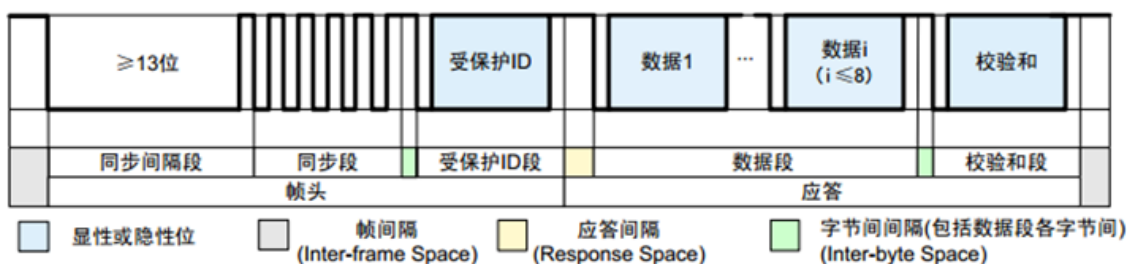 ≥13位
受保护ID
数据1
...
数据i
（i≤8）
校验和
同步间隔段
同步段
受保护ID段
数据段
校验和段
帧头
应答
显性或隐性位
帧间隔
(Inter-frame Space)
应答间隔
(Response Space)
字节间间隔(包括数据段各字节间)
(Inter-byte Space)